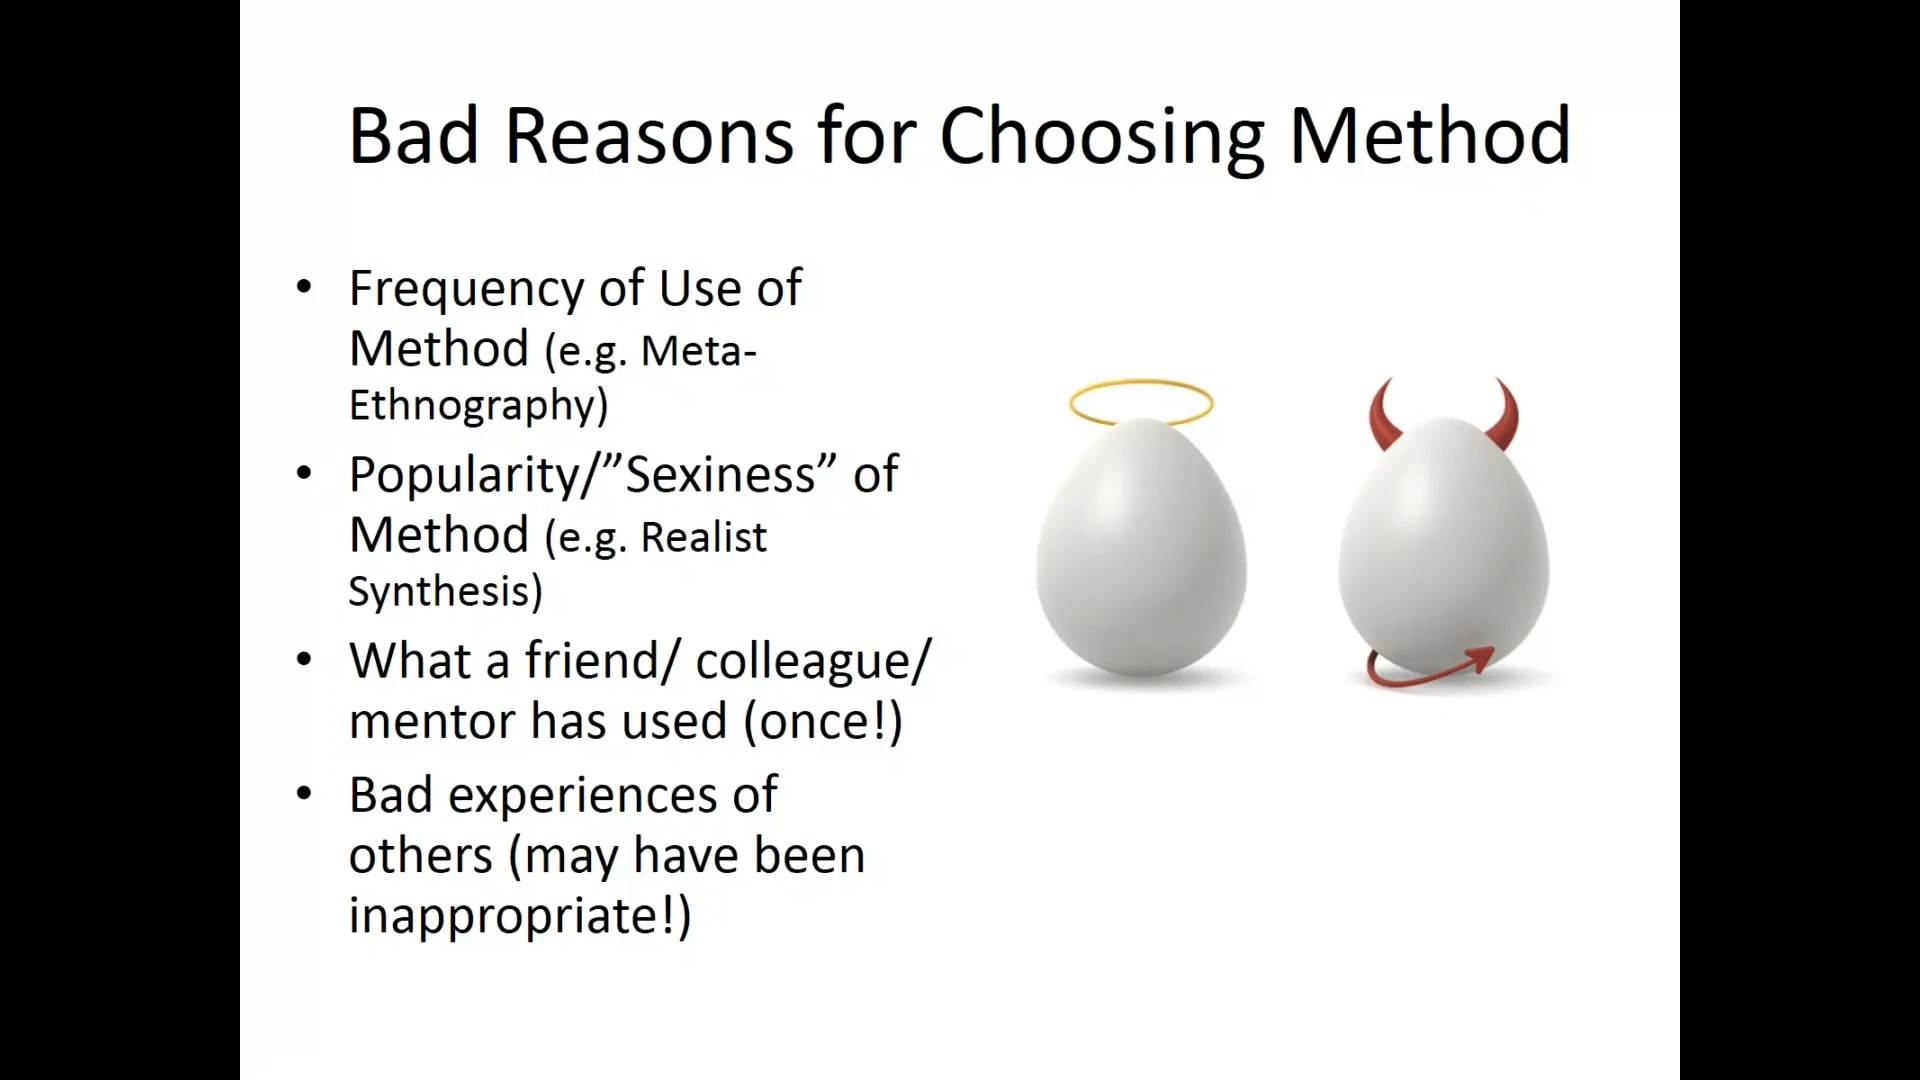 Bad Reasons for Choosing Method
• Frequency of Use of
Method (e.g. Meta-
Ethnography)
• Popularity/”Sexiness” of
Method (e.g. Realist
Synthesis)
• What a friend/ colleague/
mentor has used (once!)
• Bad experiences of
others (may have been
inappropriate!)